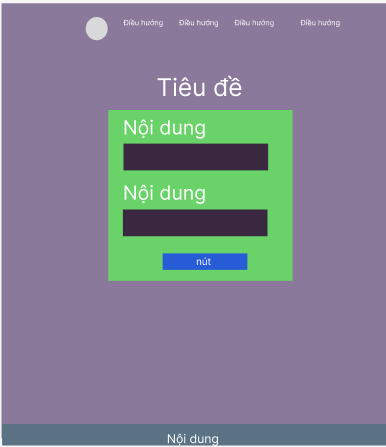 Điều hướng Điều hướng Điều hướng Điều hướng
Tiêu đề
Nội dung
Nội dung
nút
Nội dung